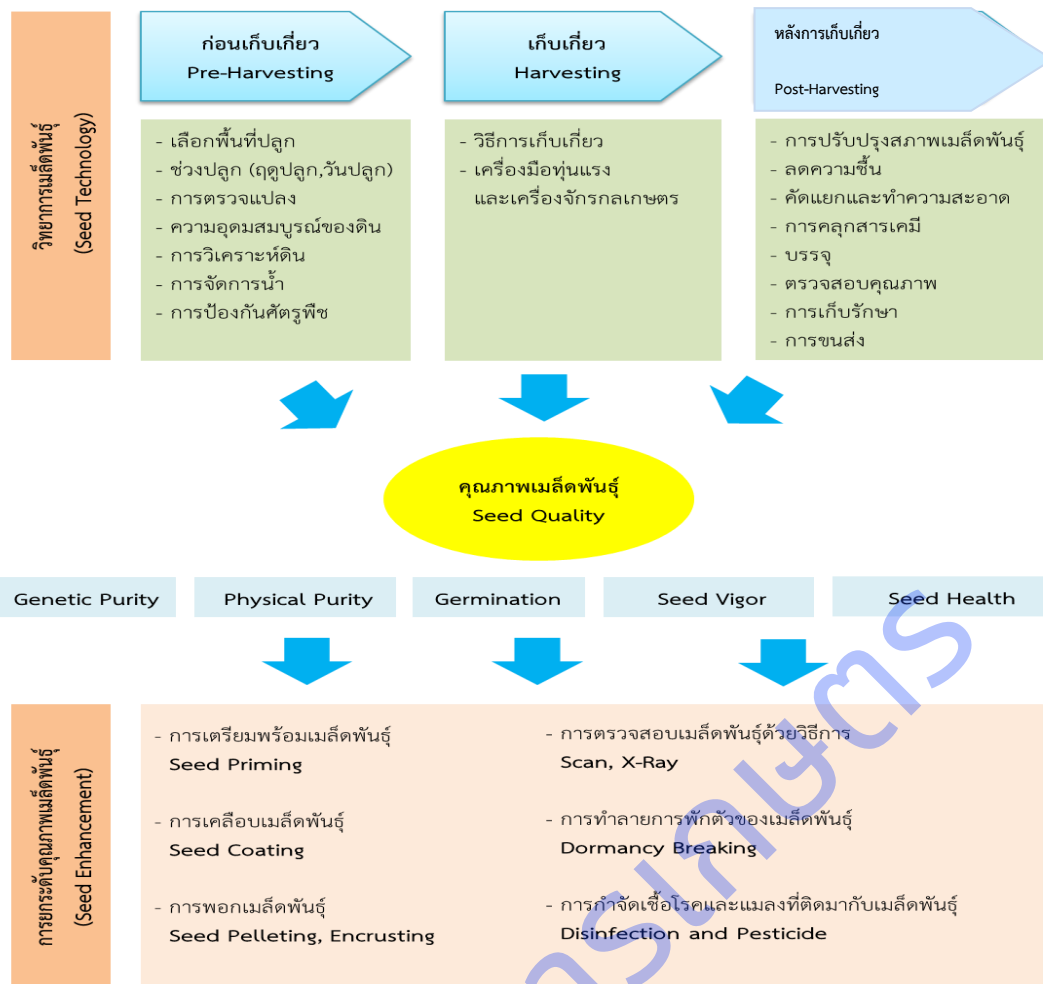 วิทยาการเมล็ดพันธุ์
(Seed Technology)
ก่อนเก็บเกี่ยว
Pre-Harvesting
- เลือกพื้นที่ปลูก
- ช่วงปลูก (ฤดูปลูก,วันปลูก)
- การตรวจแปลง
- ความอุดมสมบูรณ์ของดิน
- การวิเคราะห์ดิน
- การจัดการน้ำ
- การป้องกันศัตรูพืช
เก็บเกี่ยว
Harvesting
- วิธีการเก็บเกี่ยว
- เครื่องมือทุ่นแรง
และเครื่องจักรกลเกษตร
หลังการเก็บเกี่ยว
Post-Harvesting
- การปรับปรุงสภาพเมล็ดพันธุ์
- ลดความชื้น
- คัดแยกและทำความสะอาด
- การคลุกสารเคมี
- บรรจุ
- ตรวจสอบคุณภาพ
- การเก็บรักษา
- การขนส่ง
คุณภาพเมล็ดพันธุ์
Seed Quality
Genetic Purity
Physical Purity
Germination
Seed Vigor
Seed Health
การยกระดับคุณภาพเมล็ดพันธุ์
(Seed Enhancement)
- การเตรียมพร้อมเมล็ดพันธุ์
Seed Priming
- การเคลือบเมล็ดพันธุ์
Seed Coating
- การพอกเมล็ดพันธุ์
Seed Pelleting, Encrusting
- การตรวจสอบเมล็ดพันธุ์ด้วยวิธีการ
Scan, X-Ray
- การทำลายการพักตัวของเมล็ดพันธุ์
Dormancy Breaking
- การกำจัดเชื้อโรคและแมลงที่ติดมากับเมล็ดพันธุ์
Disinfection and Pesticide
ารเกษตร